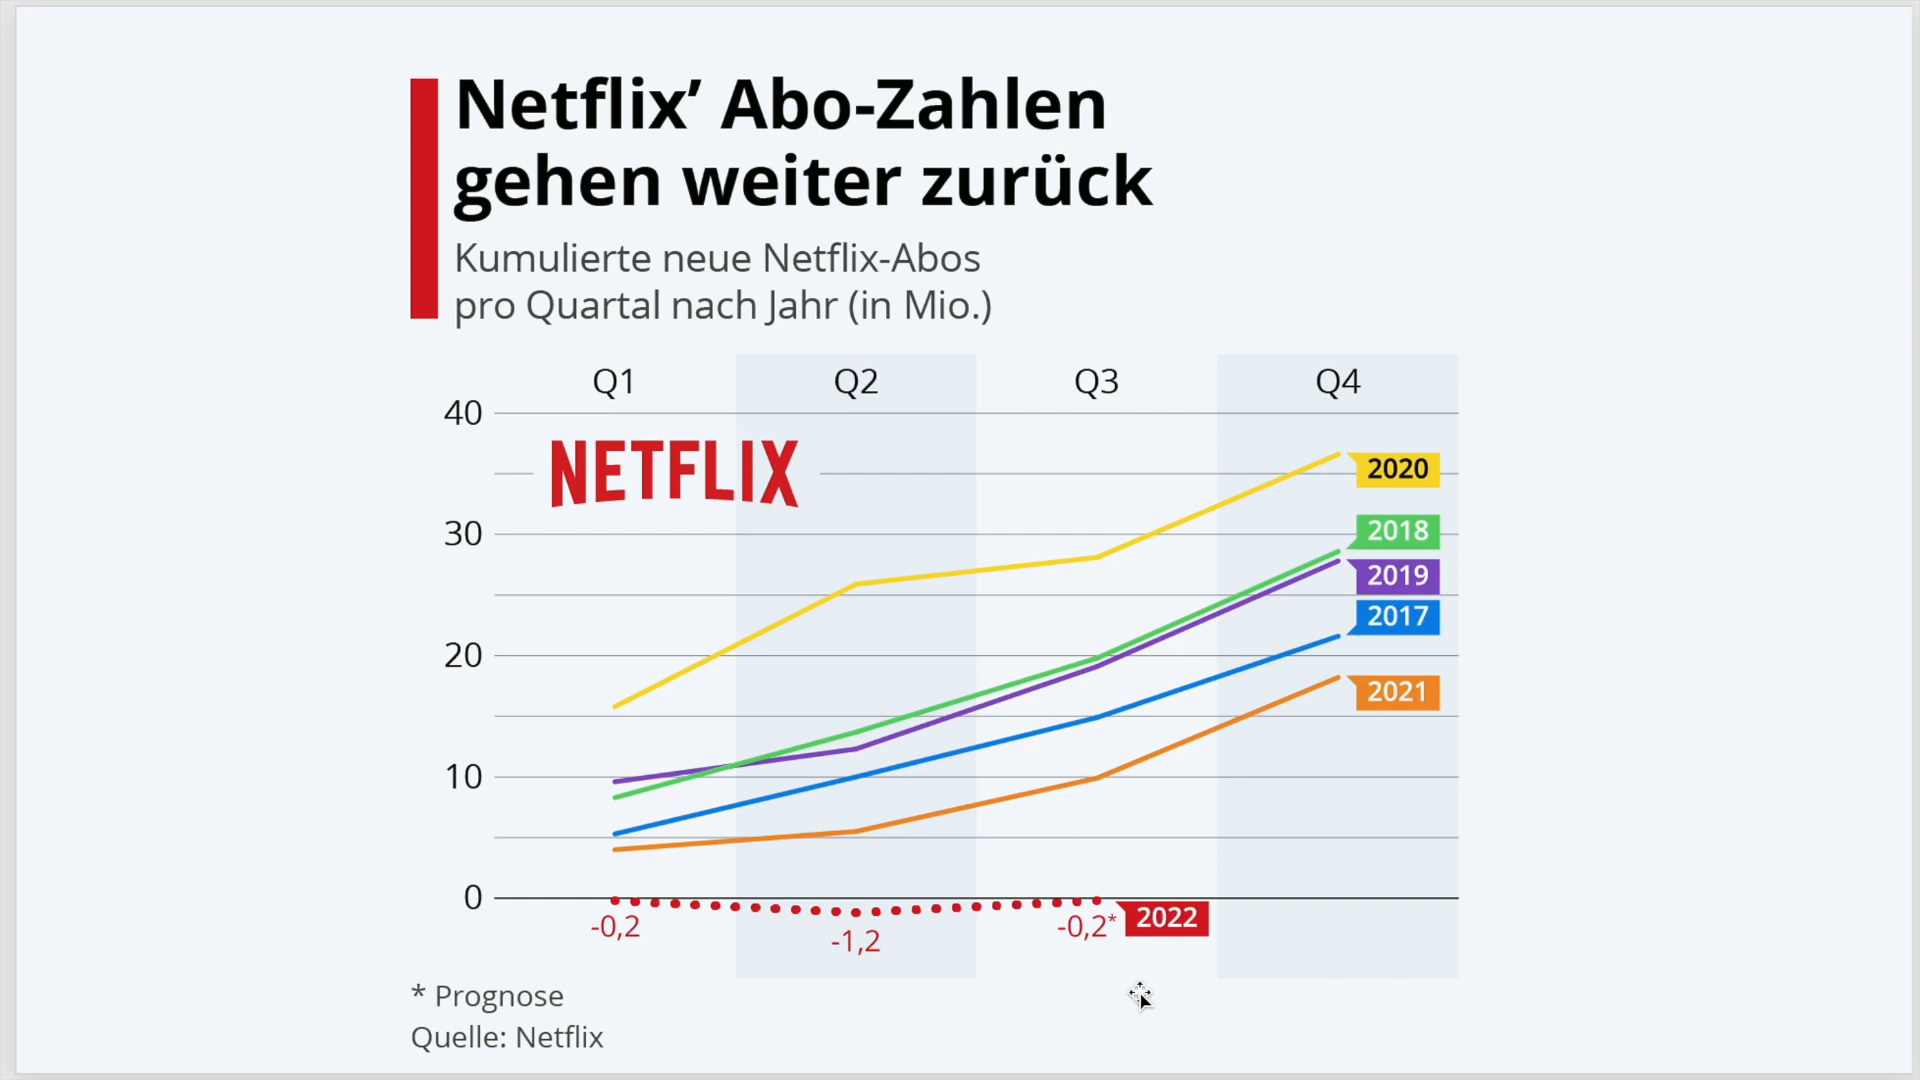 Netflix’ Abo-Zahlen
gehen weiter zurück
Kumulierte neue Netflix-Abos
pro Quartal nach Jahr (in Mio.)
Q1 Q2 Q3 Q4
40
NETFLIX
2020
30
2018
2019
2017
20
2021
10
0
-0,2
-1,2
-0,2*
2022
* Prognose
Quelle: Netflix